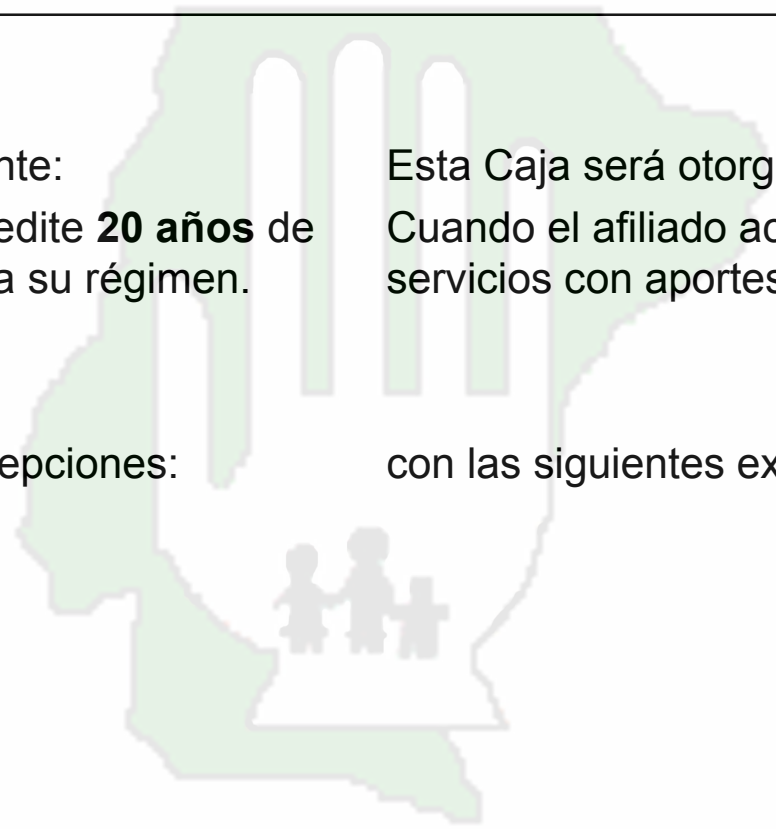 nte:
edite 20 años de
a su régimen.
epciones:
Esta Caja será otorg
Cuando el afiliado ac
servicios con aportes
con las siguientes ex